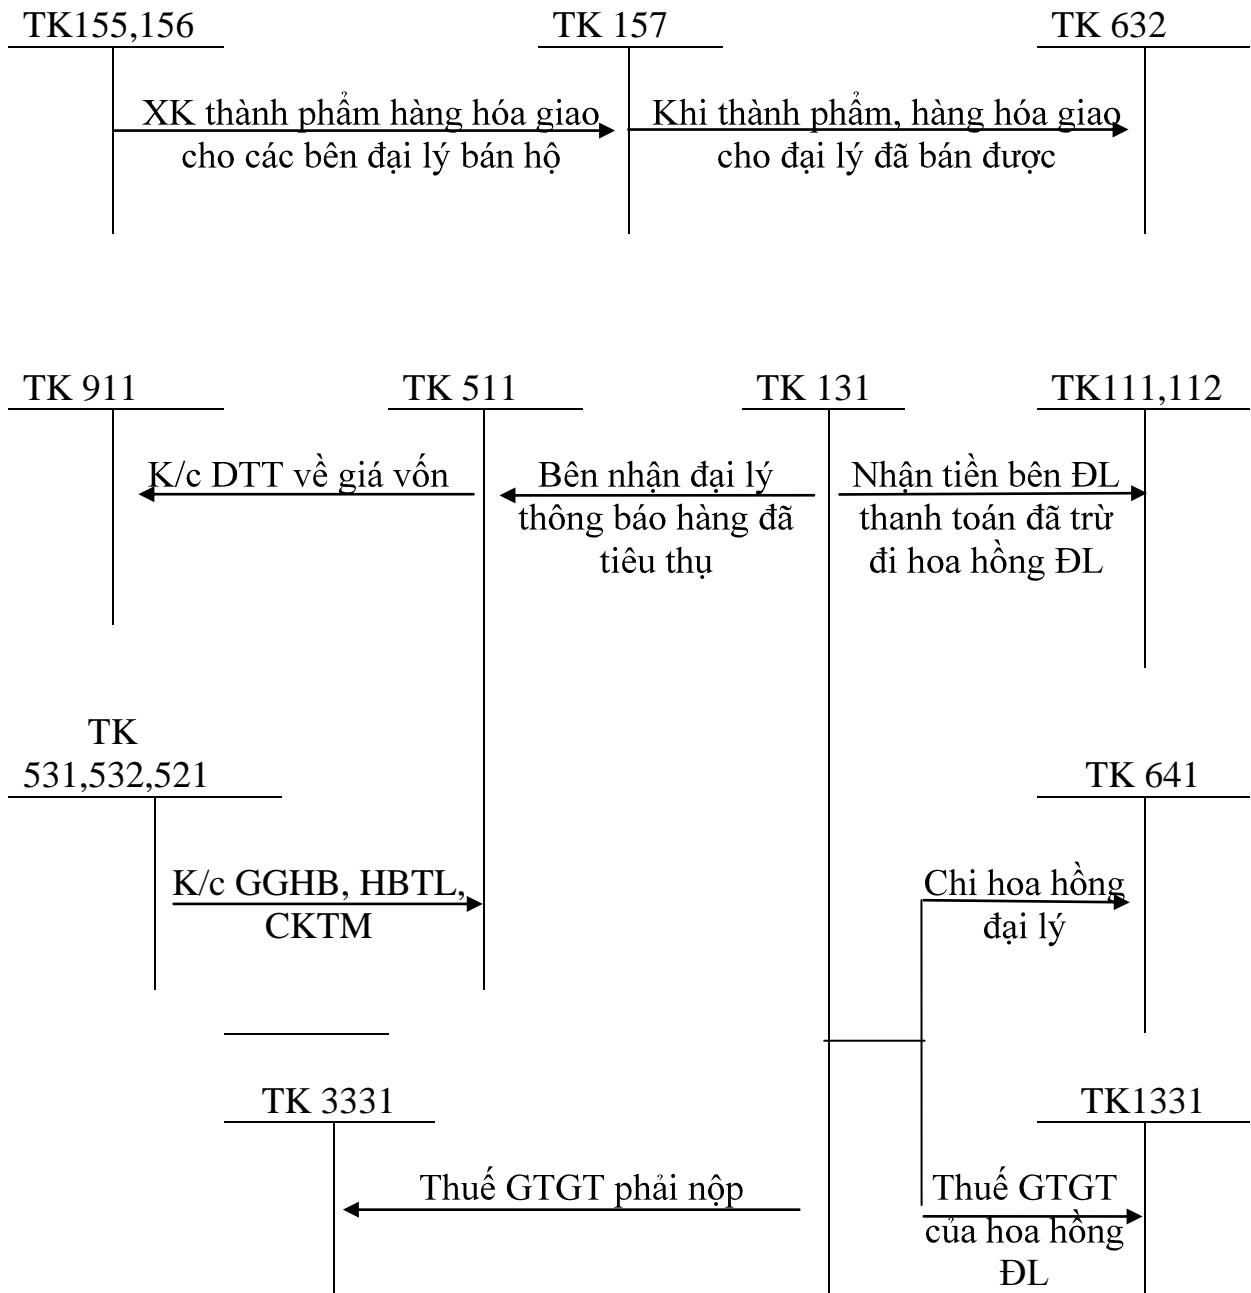 TK155,156
TK 157
TK 632
XK thành phẩm hàng hóa giao
cho các bên đại lý bán hộ
Khi thành phẩm, hàng hóa giao
cho đại lý đã bán được
TK 911
TK 511
TK 131
TK111,112
K/c DTT về giá vốn
Bên nhận đại lý
thông báo hàng đã
tiêu thụ
Nhận tiền bên ĐL
thanh toán đã trừ
đi hoa hồng ĐL
TK
531,532,521
TK 641
K/c GGHB, HBTL,
CKTM
Chi hoa hồng
đại lý
TK 3331
TK1331
Thuế GTGT phải nộp
Thuế GTGT
của hoa hồng
ĐL